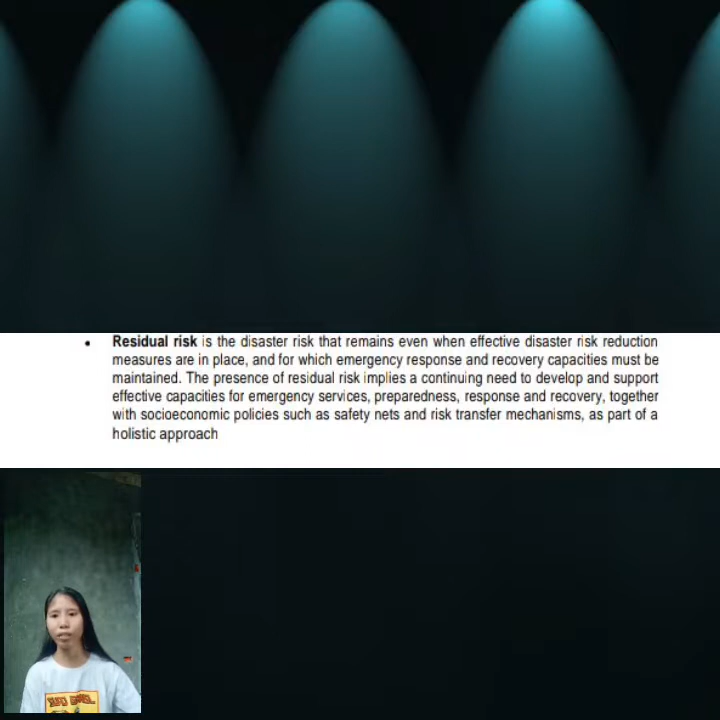 • Residual risk is the disaster risk that remains even when effective disaster risk reduction
measures are in place, and for which emergency response and recovery capacities must be
maintained. The presence of residual risk implies a continuing need to develop and support
effective capacities for emergency services, preparedness, response and recovery, together
with socioeconomic policies such as safety nets and risk transfer mechanisms, as part of a
holistic approach